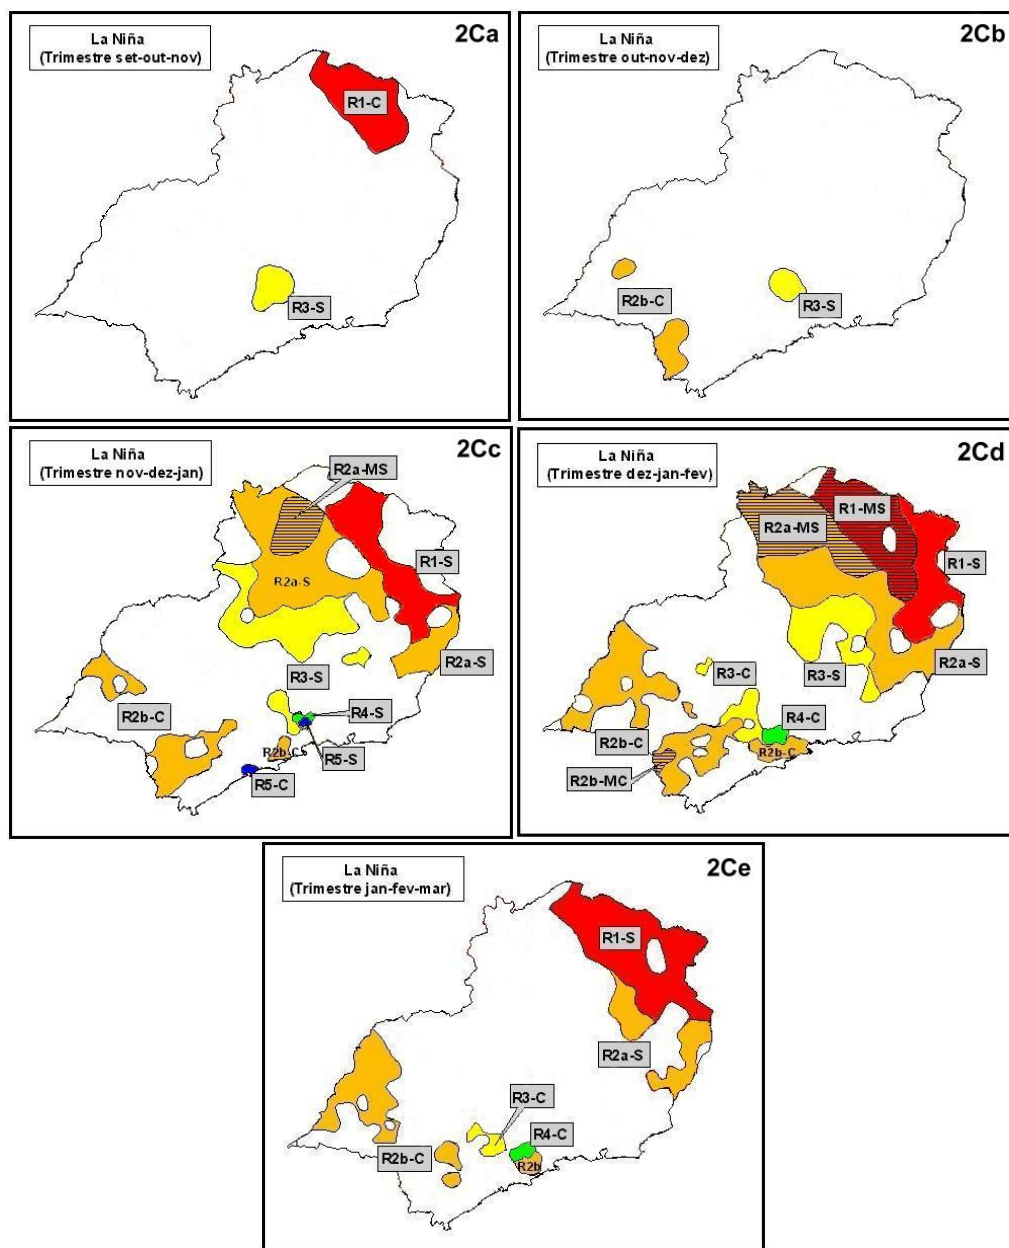 La Niña
(Trimestre set-out-nov)
2Ca
R1-C
R3-S
La Niña
(Trimestre out-nov-dez)
2Cb
R2b-C
R3-S
La Niña
(Trimestre nov-dez-jan)
2Cc
R2a-MS
R1-S
R2a-S
R2a-S
R3-S
R2b-C
R4-S
R2b-C
R5-S
R5-C
La Niña
(Trimestre dez-jan-fev)
2Cd
R1-MS
R2a-MS
R1-S
R3-C
R3-S
R2a-S
R4-C
R2b-C
R2b-C
R2b-MC
La Niña
(Trimestre jan-fev-mar)
2Ce
R1-S
R2a-S
R3-C
R4-C
R2b-C
R2b